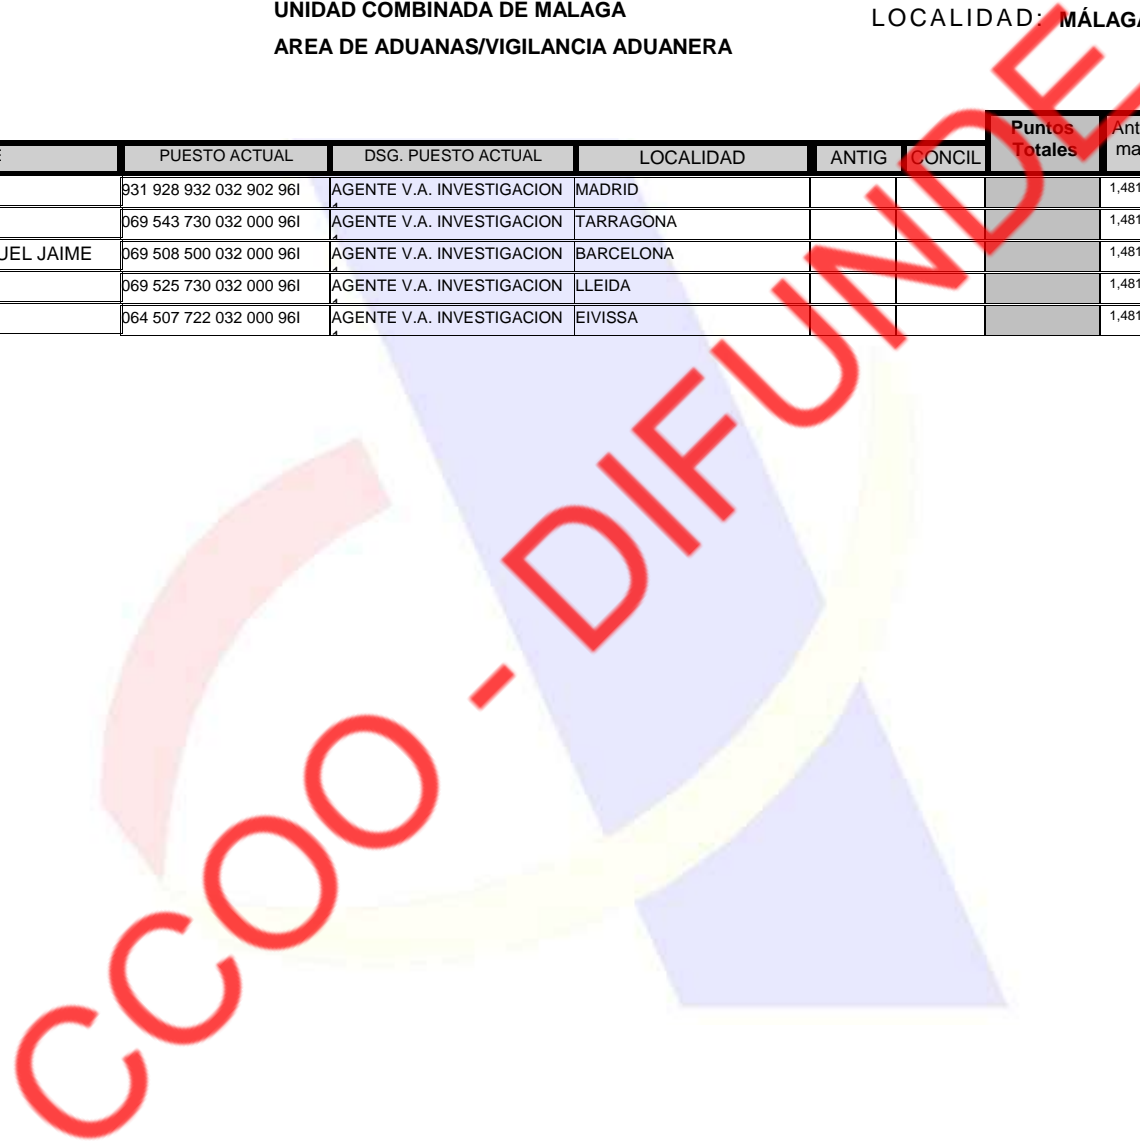 UNIDAD COMBINADA DE MALAGA
LOCALIDAD: MÁLAGA
AREA DE ADUANAS/VIGILANCIA ADUANERA
PUESTO ACTUAL DSG. PUESTO ACTUAL LOCALIDAD ANTIG CONCIL Puntos Totales Ant ma
931 928 932 032 902 96I AGENTE V.A. INVESTIGACION MADRID 1,481
069 543 730 032 000 96I AGENTE V.A. INVESTIGACION TARRAGONA 1,481
UEL JAIME 069 508 500 032 000 96I AGENTE V.A. INVESTIGACION BARCELONA 1,481
069 525 730 032 000 96I AGENTE V.A. INVESTIGACION LLEIDA 1,481
064 507 722 032 000 96I AGENTE V.A. INVESTIGACION EIVISSA 1,481
CCOO - DIFUNDE